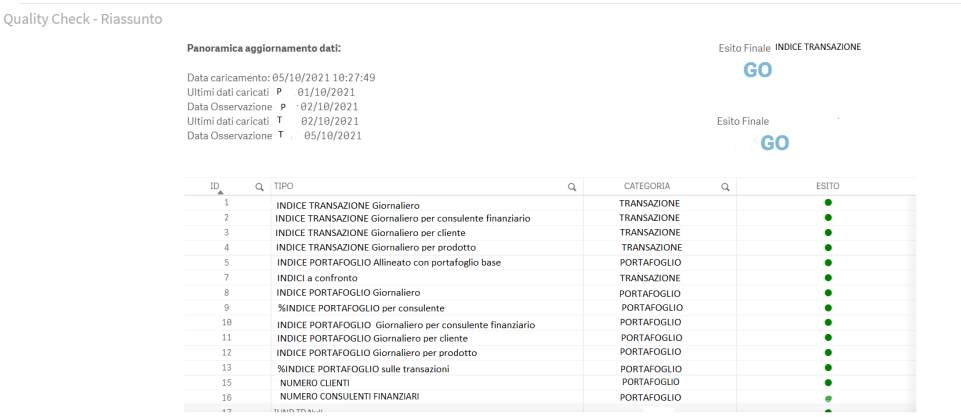 Quality Check - Riassunto
Panoramica aggiornamento dati:
Esito Finale INDICE TRANSAZIONE
GO
Data caricamento: 05/10/2021 10:27:49
Ultimi dati caricati P 01/10/2021
Data Osservazione P 02/10/2021
Ultimi dati caricati T 02/10/2021
Data Osservazione T 05/10/2021
Esito Finale
GO
ID TIPO CATEGORIA ESITO
1 INDICE TRANSAZIONE Giornaliero TRANSAZIONE
2 INDICE TRANSAZIONE Giornaliero per consulente finanziario TRANSAZIONE
3 INDICE TRANSAZIONE Giornaliero per cliente TRANSAZIONE
4 INDICE TRANSAZIONE Giornaliero per prodotto TRANSAZIONE
5 INDICE PORTAFOGLIO Allineato con portafoglio base PORTAFOGLIO
7 INDICI a confronto TRANSAZIONE
8 INDICE PORTAFOGLIO Giornaliero PORTAFOGLIO
9 %INDICE PORTAFOGLIO per consulente PORTAFOGLIO
10 INDICE PORTAFOGLIO Giornaliero per consulente finanziario PORTAFOGLIO
11 INDICE PORTAFOGLIO Giornaliero per cliente PORTAFOGLIO
12 INDICE PORTAFOGLIO Giornaliero per prodotto PORTAFOGLIO
13 %INDICE PORTAFOGLIO sulle transazioni PORTAFOGLIO
15 NUMERO CLIENTI PORTAFOGLIO
16 NUMERO CONSULENTI FINANZIARI PORTAFOGLIO
17